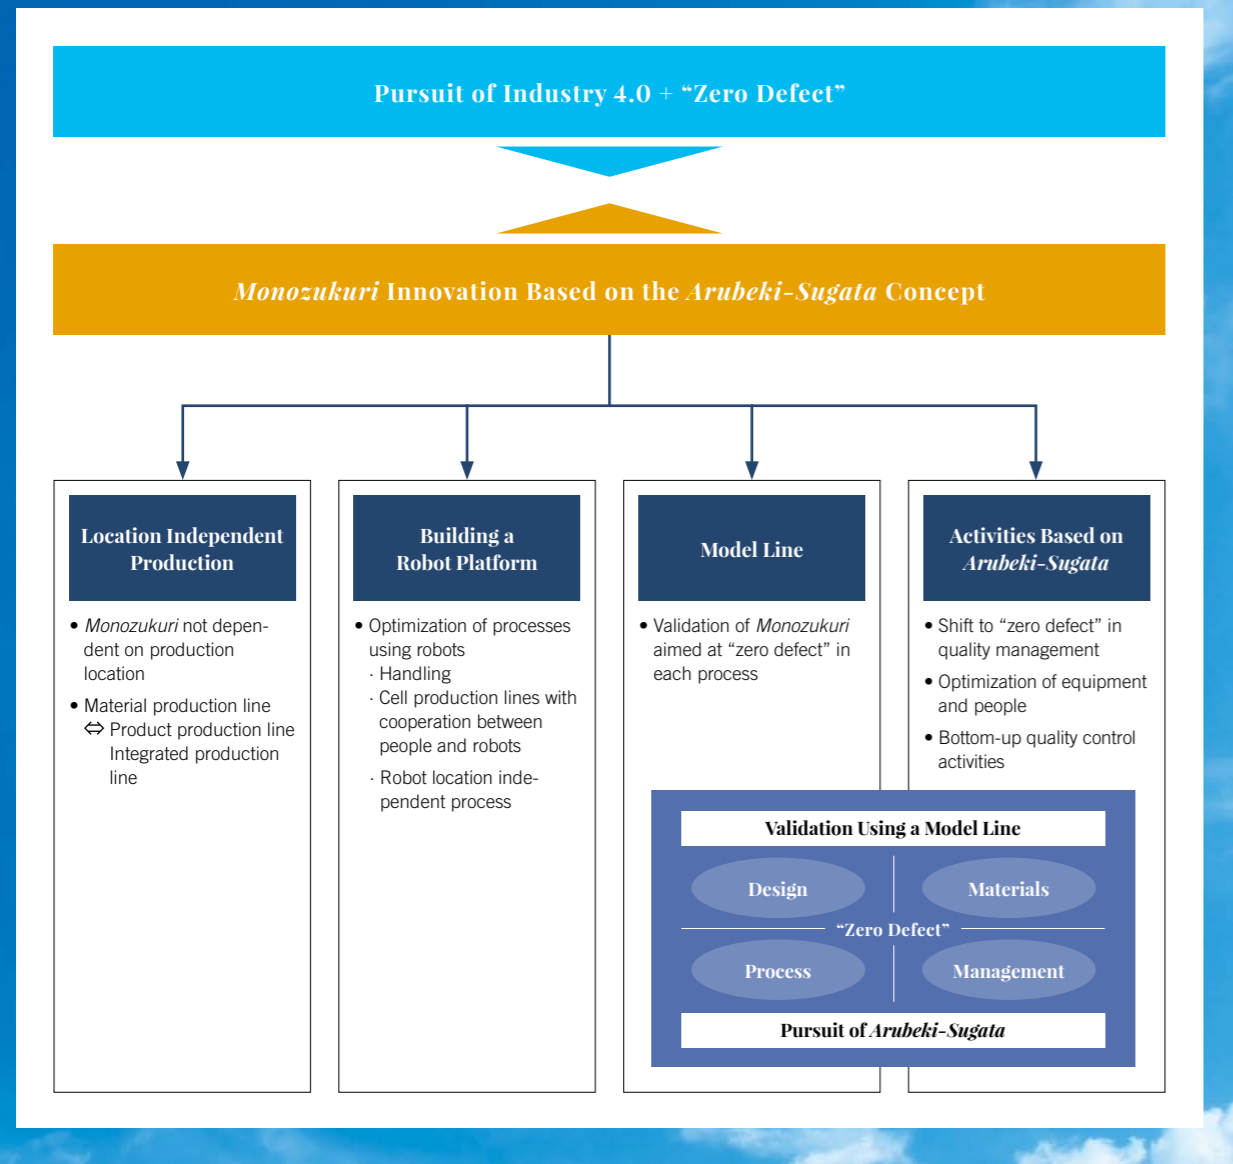 Pursuit of Industry 4.0 + “Zero Defect”
Monozukuri Innovation Based on the Arubeki-Sugata Concept
Location Independent
Production
• Monozukuri not depen-
dent on production
location
• Material production line
⇔ Product production line
Integrated production
line
Building a
Robot Platform
• Optimization of processes
using robots
· Handling
· Cell production lines with
cooperation between
people and robots
· Robot location inde-
pendent process
Model Line
• Validation of Monozukuri
aimed at “zero defect” in
each process
Activities Based on
Arubeki-Sugata
• Shift to “zero defect” in
quality management
• Optimization of equipment
and people
• Bottom-up quality control
activities
Validation Using a Model Line
Design
Materials
“Zero Defect”
Process
Management
Pursuit of Arubeki-Sugata